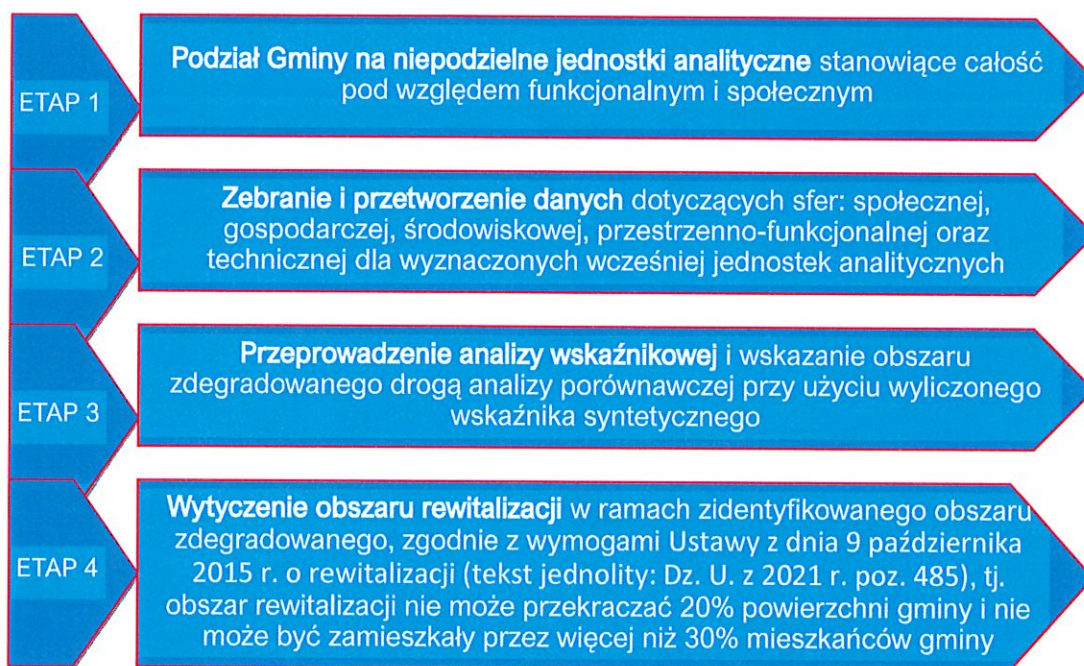 ETAP 1
Podział Gminy na niepodzielne jednostki analityczne stanowiące całość
pod względem funkcjonalnym i społecznym
ETAP 2
Zebranie i przetworzenie danych dotyczących sfer: społecznej,
gospodarczej, środowiskowej, przestrzenno-funkcjonalnej oraz
technicznej dla wyznaczonych wcześniej jednostek analitycznych
ETAP 3
Przeprowadzenie analizy wskaźnikowej i wskazanie obszaru
zdegradowanego drogą analizy porównawczej przy użyciu wyliczonego
wskaźnika syntetycznego
ETAP 4
Wytyczenie obszaru rewitalizacji w ramach zidentyfikowanego obszaru
zdegradowanego, zgodnie z wymogami Ustawy z dnia 9 października
2015 r. o rewitalizacji (tekst jednolity: Dz. U. z 2021 r. poz. 485), tj.
obszar rewitalizacji nie może przekraczać 20% powierzchni gminy i nie
może być zamieszkały przez więcej niż 30% mieszkańców gminy